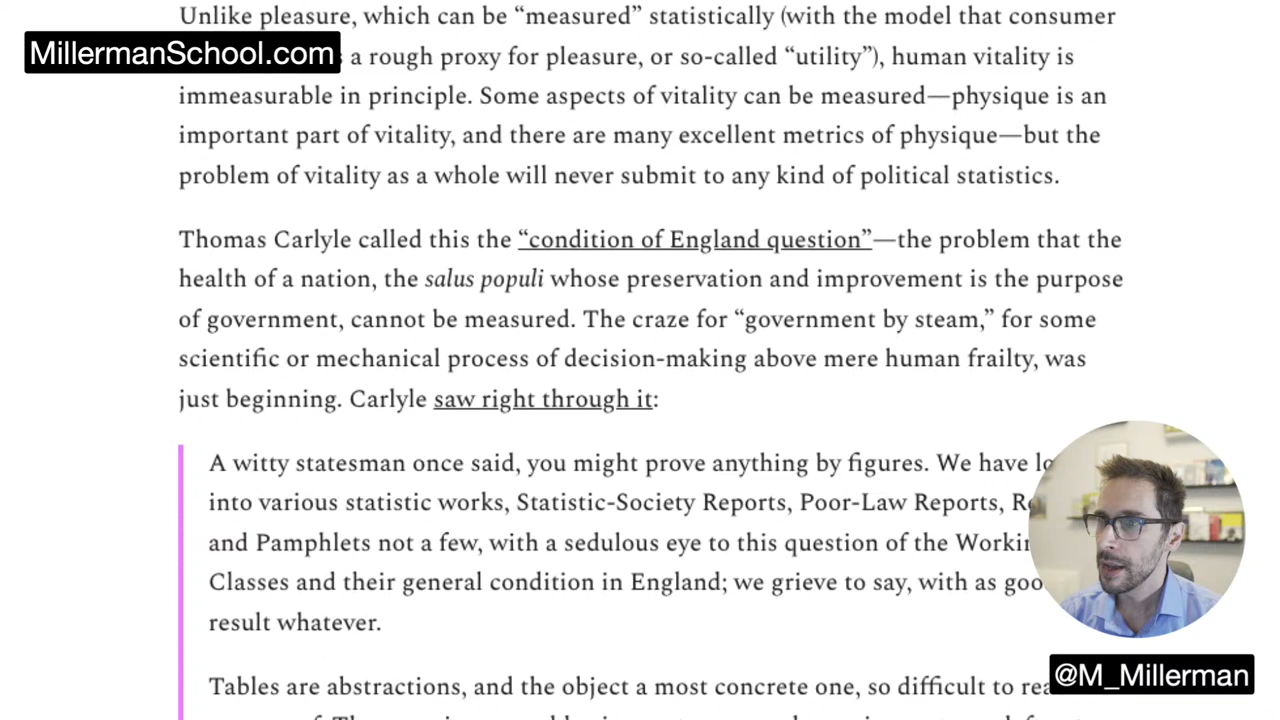 Unlike pleasure, which can be “measured” statistically (with the model that consumer
MillermanSchool.com
a rough proxy for pleasure, or so-called “utility”), human vitality is
immeasurable in principle. Some aspects of vitality can be measured—physique is an
important part of vitality, and there are many excellent metrics of physique—but the
problem of vitality as a whole will never submit to any kind of political statistics.
Thomas Carlyle called this the “condition of England question”—the problem that the
health of a nation, the salus populi whose preservation and improvement is the purpose
of government, cannot be measured. The craze for “government by steam,” for some
scientific or mechanical process of decision-making above mere human frailty, was
just beginning. Carlyle saw right through it:
A witty statesman once said, you might prove anything by figures. We have
into various statistic works, Statistic-Society Reports, Poor-Law Reports,
and Pamphlets not a few, with a sedulous eye to this question of the
Classes and their general condition in England; we grieve to say, with as
result whatever.
Tables are abstractions, and the object a most concrete one, so difficult to
@M_Millerman